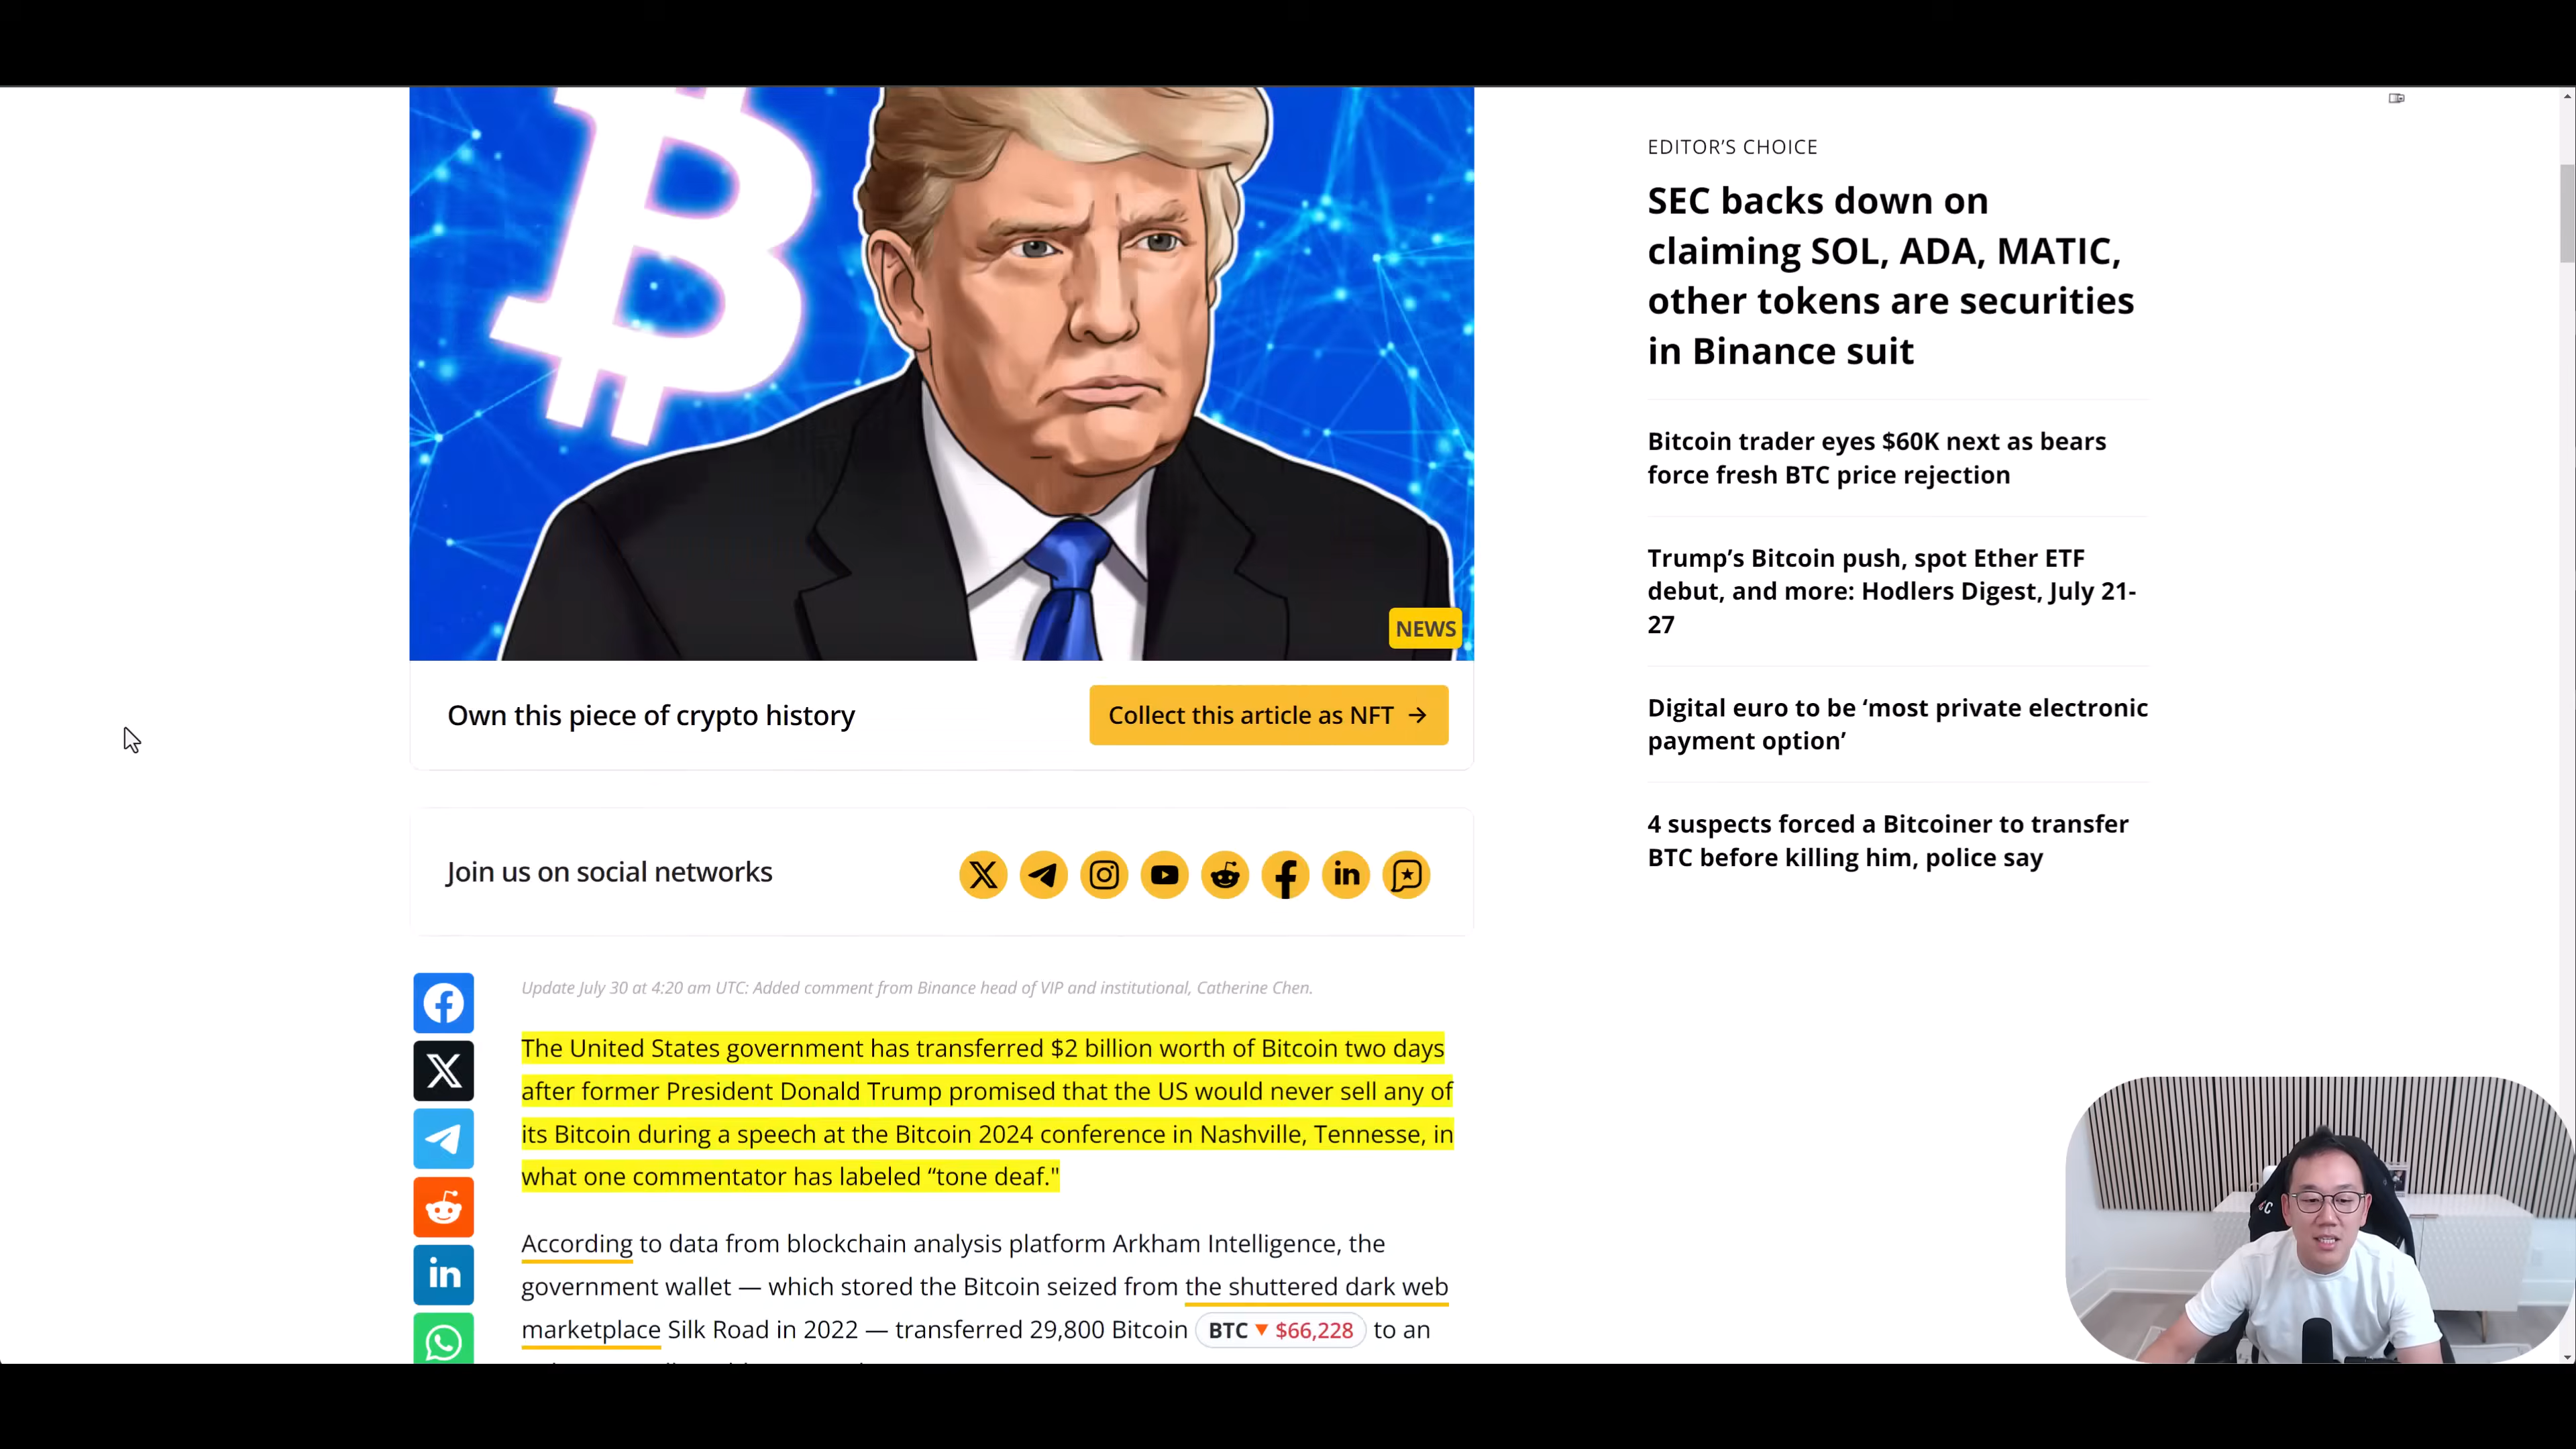 NEWS
Own this piece of crypto history
Collect this article as NFT →
Join us on social networks
Update July 30 at 4:20 am UTC: Added comment from Binance head of VIP and institutional, Catherine Chen.
The United States government has transferred $2 billion worth of Bitcoin two days
after former President Donald Trump promised that the US would never sell any of
its Bitcoin during a speech at the Bitcoin 2024 conference in Nashville, Tennesse, in
what one commentator has labeled “tone deaf."
According to data from blockchain analysis platform Arkham Intelligence, the
government wallet — which stored the Bitcoin seized from the shuttered dark web
marketplace Silk Road in 2022 — transferred 29,800 Bitcoin BTC ▼ $66,228 to an
EDITOR’S CHOICE
SEC backs down on
claiming SOL, ADA, MATIC,
other tokens are securities
in Binance suit
Bitcoin trader eyes $60K next as bears
force fresh BTC price rejection
Trump’s Bitcoin push, spot Ether ETF
debut, and more: Hodlers Digest, July 21-
27
Digital euro to be ‘most private electronic
payment option’
4 suspects forced a Bitcoiner to transfer
BTC before killing him, police say